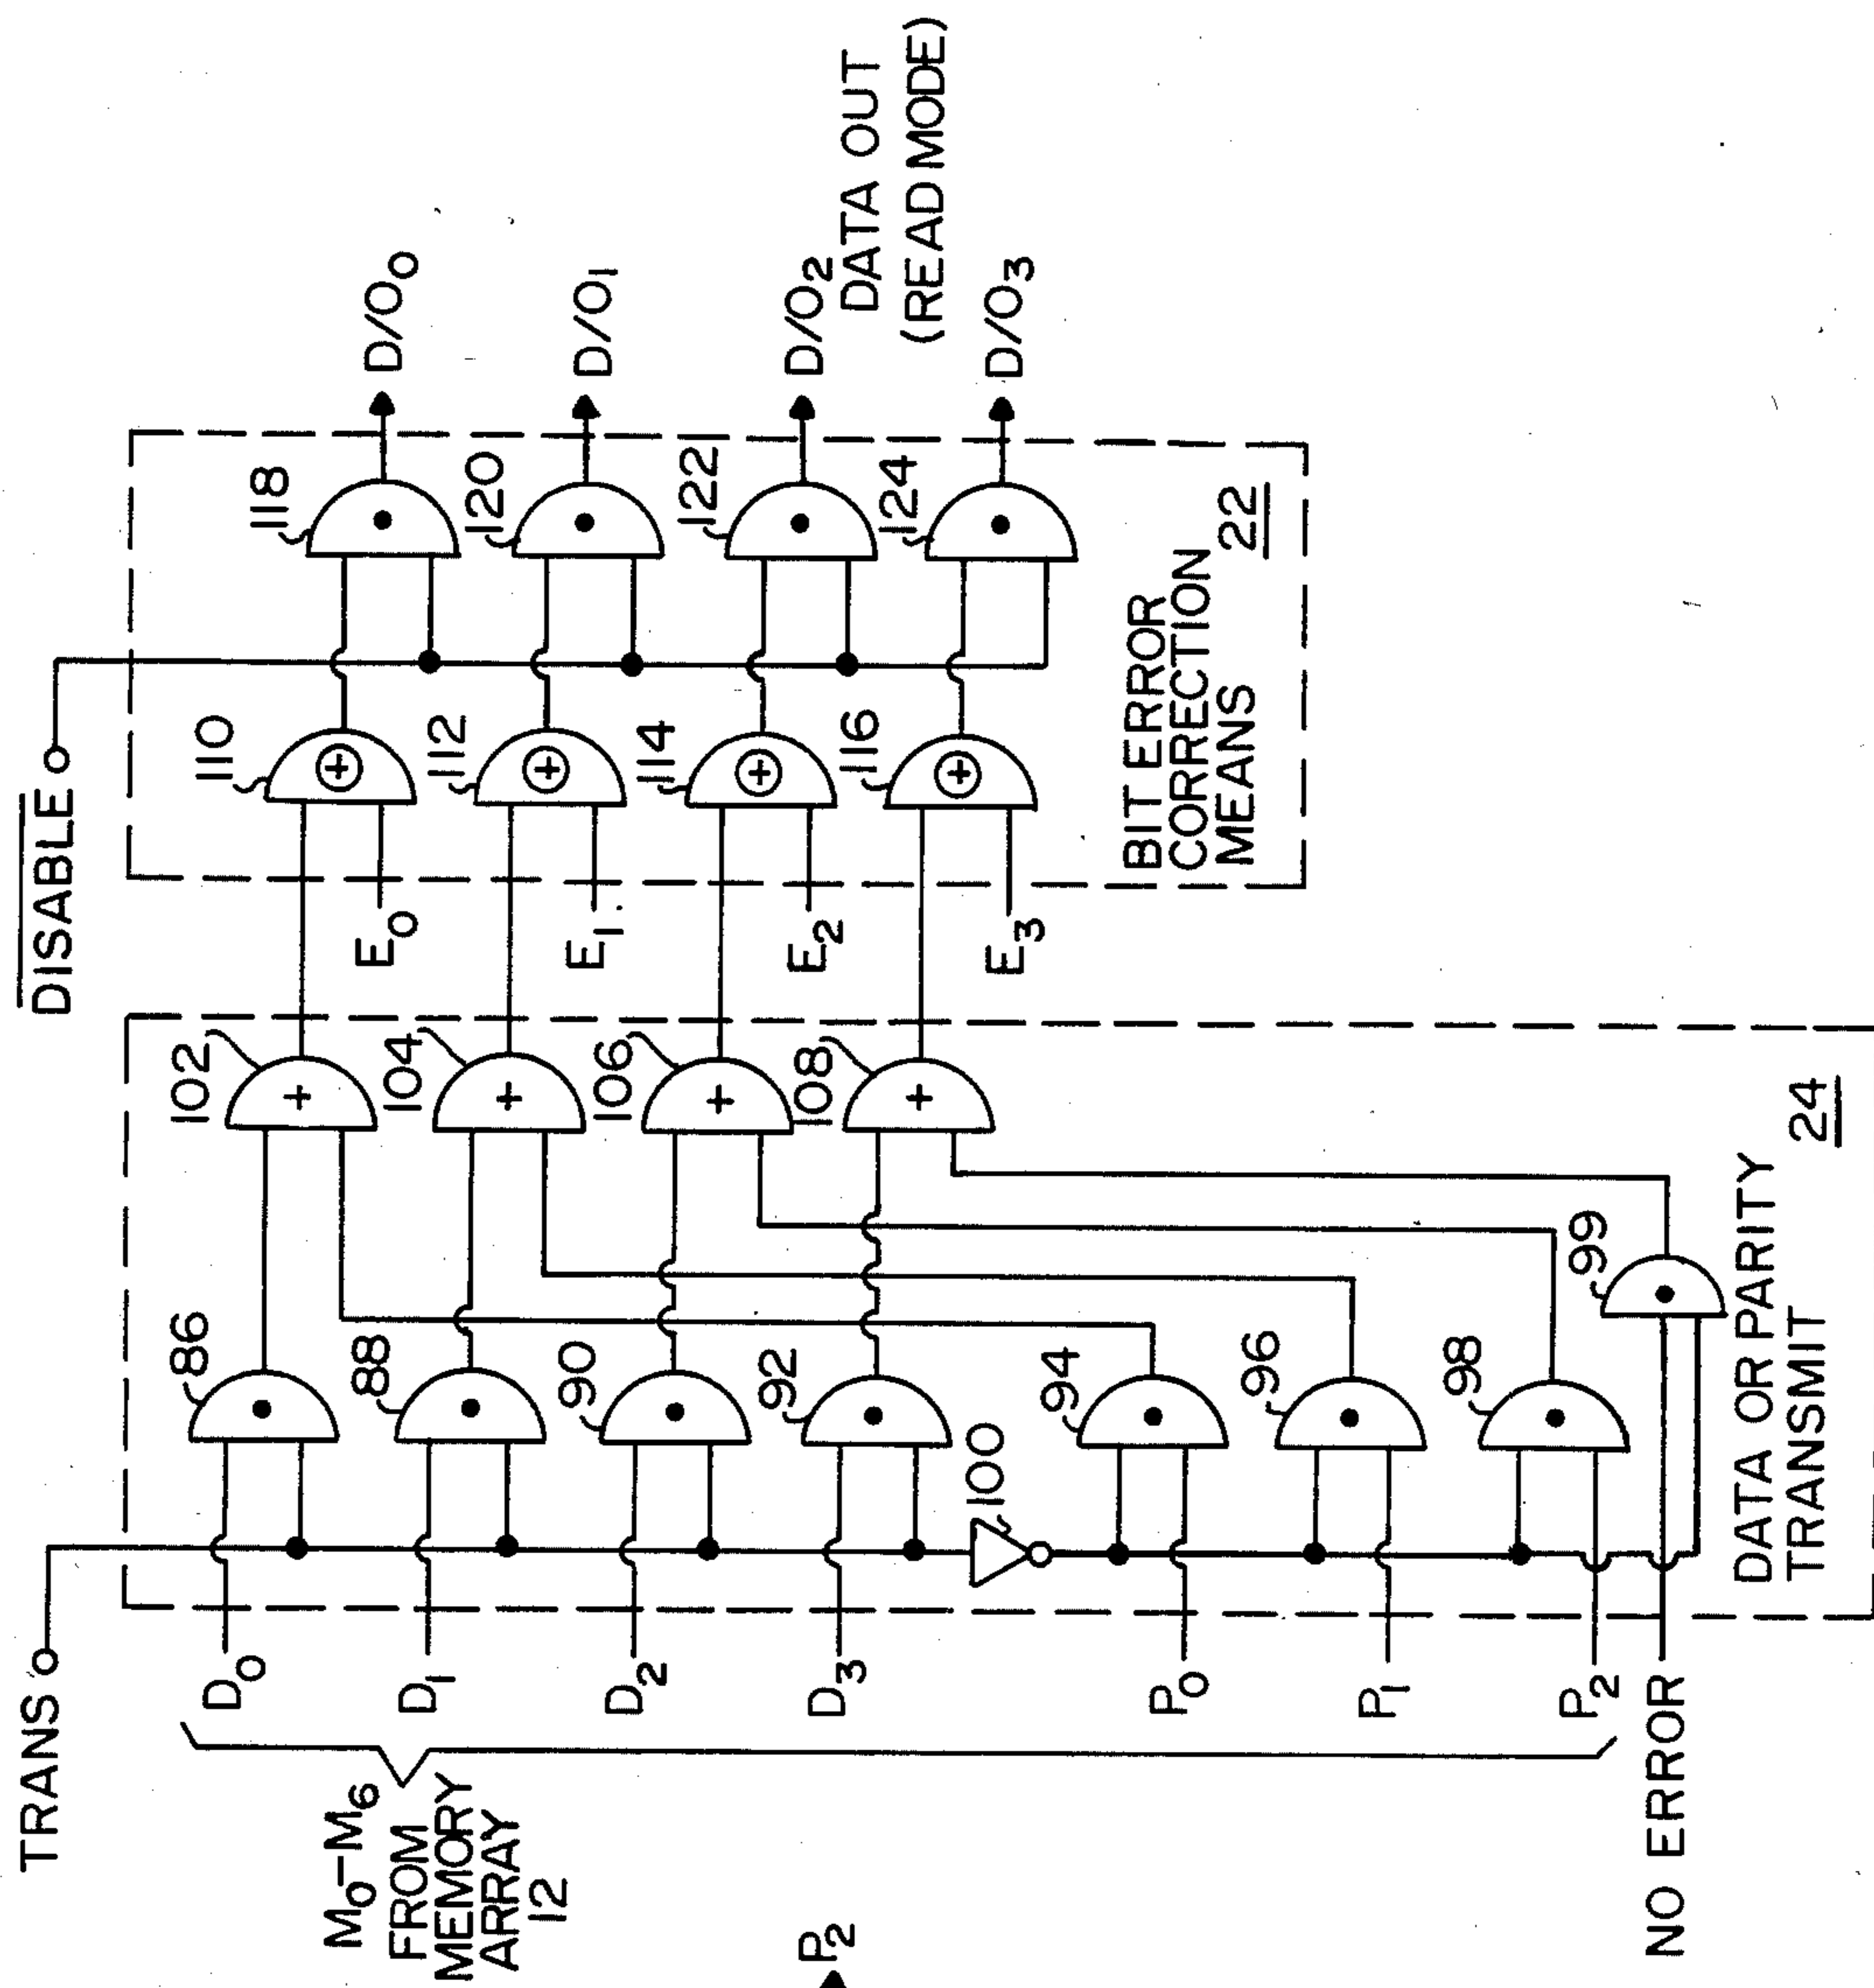 TRANS
DISABLE
M0-M6
FROM
MEMORY
ARRAY
12
D0
D1
D2
D3
P0
P1
P2
NO ERROR
86
88
90
92
100
94
96
98
99
102
104
106
108
DATA OR PARITY
TRANSMIT
24
E0
E1
E2
E3
110
112
114
116
118
120
122
124
BIT ERROR
CORRECTION
MEANS
22
D/O0
D/O1
D/O2
D/O3
DATA OUT
(READ MODE)
P2